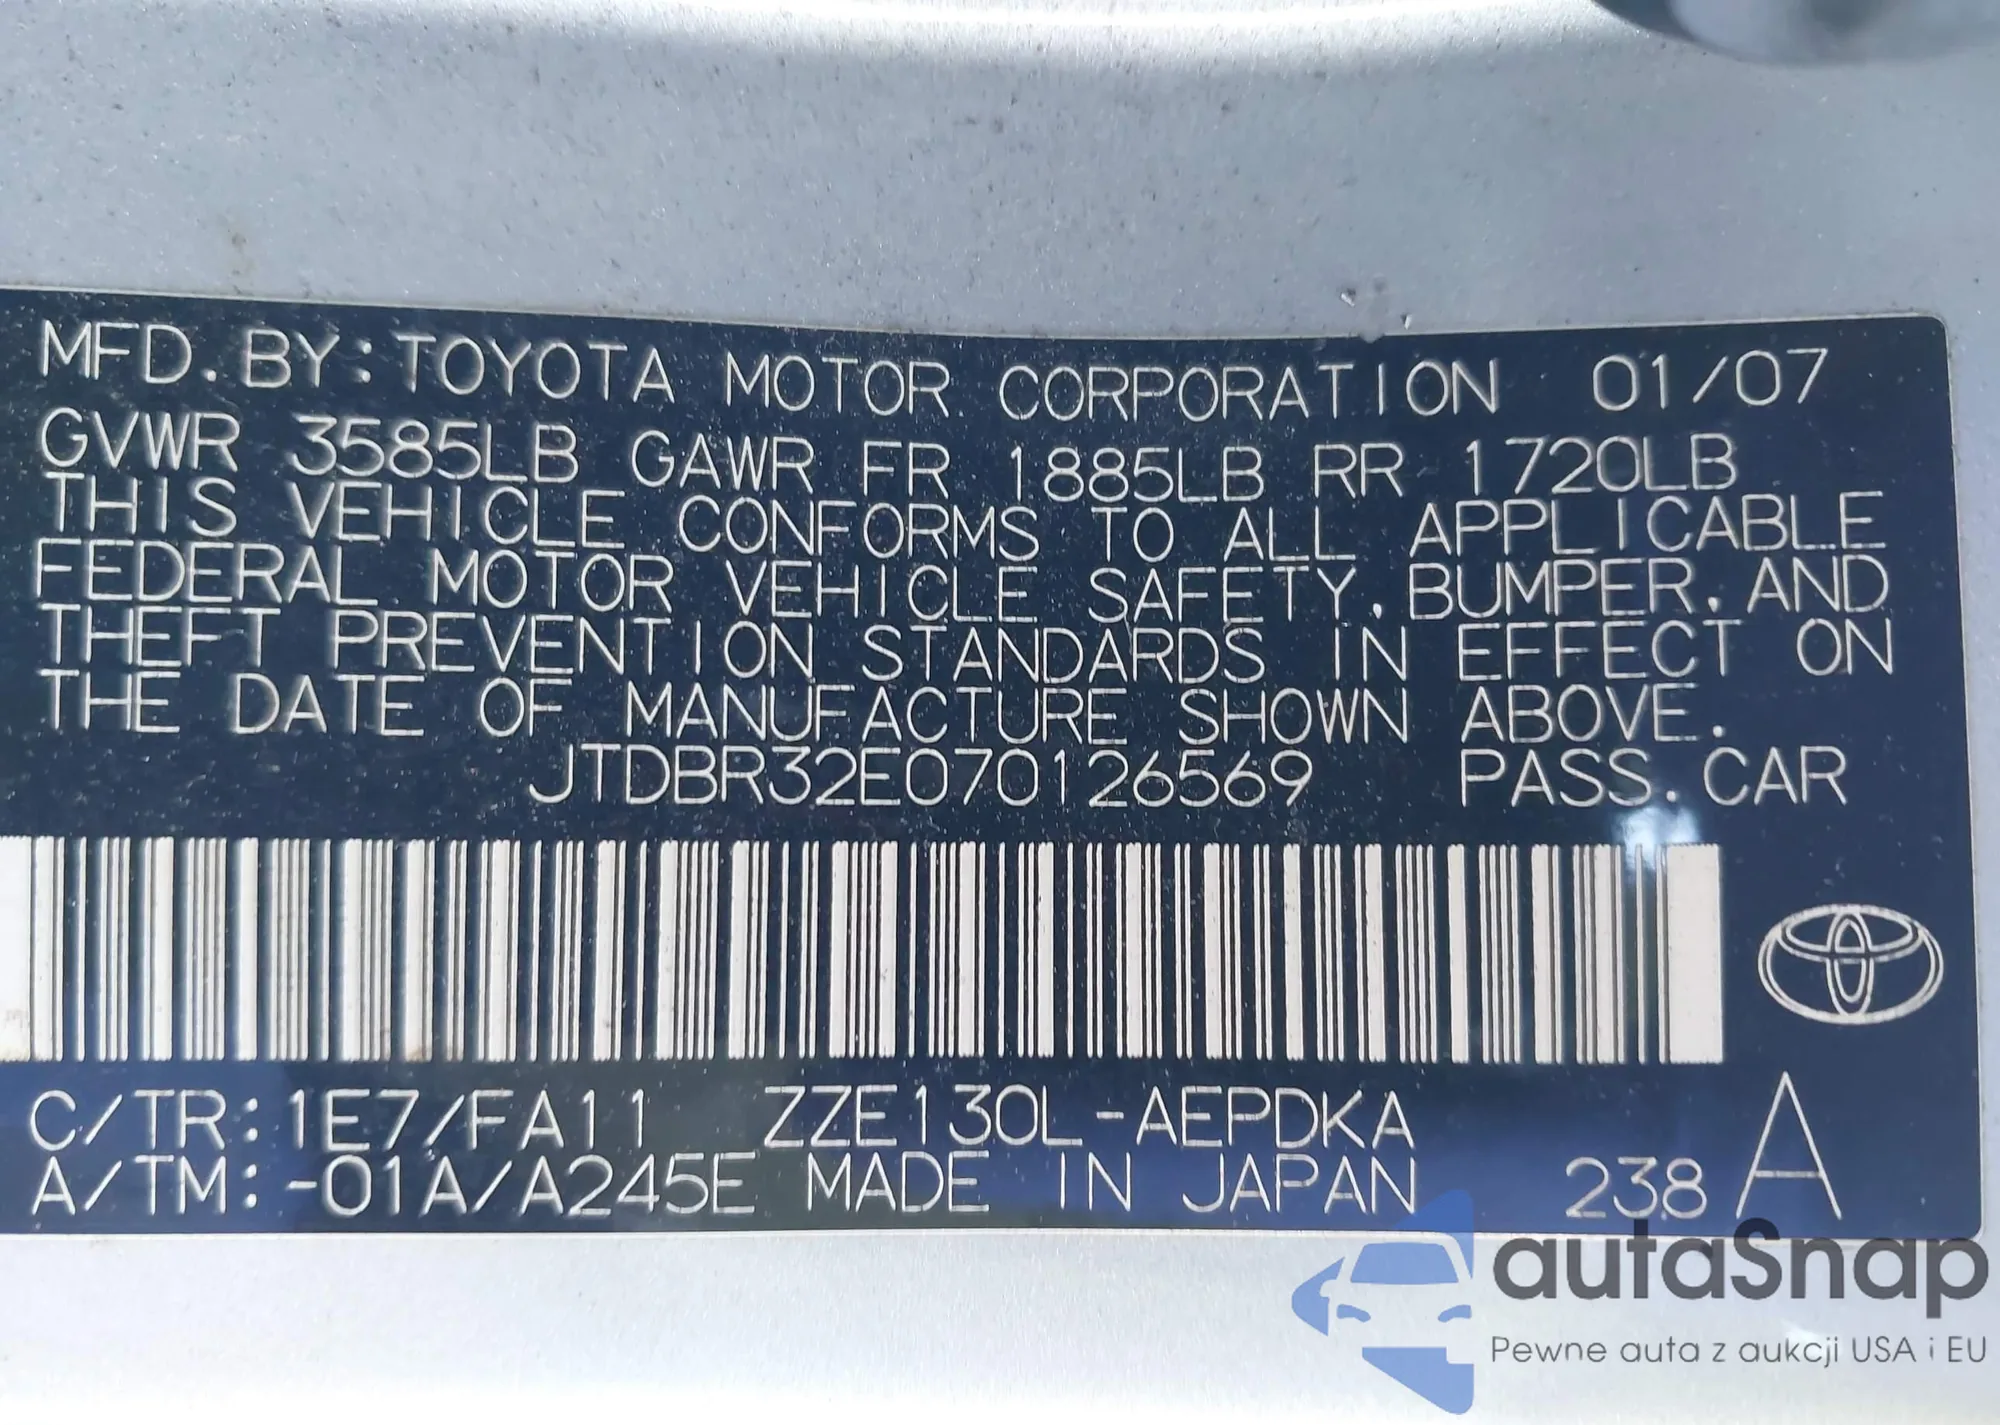 MFD. BY: TOYOTA MOTOR CORPORATION 01/07
GVWR 3585LB GAWR FR 1885LB RR 1720LB
THIS VEHICLE CONFORMS TO ALL APPLICABLE
FEDERAL MOTOR VEHICLE SAFETY, BUMPER, AND
THEFT PREVENTION STANDARDS IN EFFECT ON
THE DATE OF MANUFACTURE SHOWN ABOVE.
JTDBR32E070126569 PASS. CAR
C/TR: 1E7/FA11 ZZE130L-AEPDKA
A/TM: -01A/A245E MADE IN JAPAN 238 A
autoSnap
Pewne auta z aukcji USA i EU